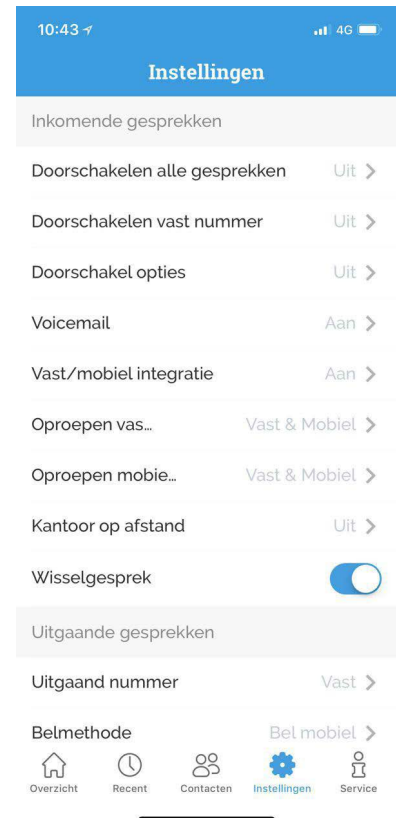 10:43 4G
Instellingen
Inkomende gesprekken
Doorschakelen alle gesprekken Uit
Doorschakelen vast nummer Uit
Doorschakel opties Uit
Voicemail Aan
Vast/mobiel integratie Aan
Oproepen vas… Vast & Mobiel
Oproepen mobie… Vast & Mobiel
Kantoor op afstand Uit
Wisselgesprek
Uitgaande gesprekken
Uitgaand nummer Vast
Belmethode Bel mobiel
Overzicht Recent Contacten Instellingen Service